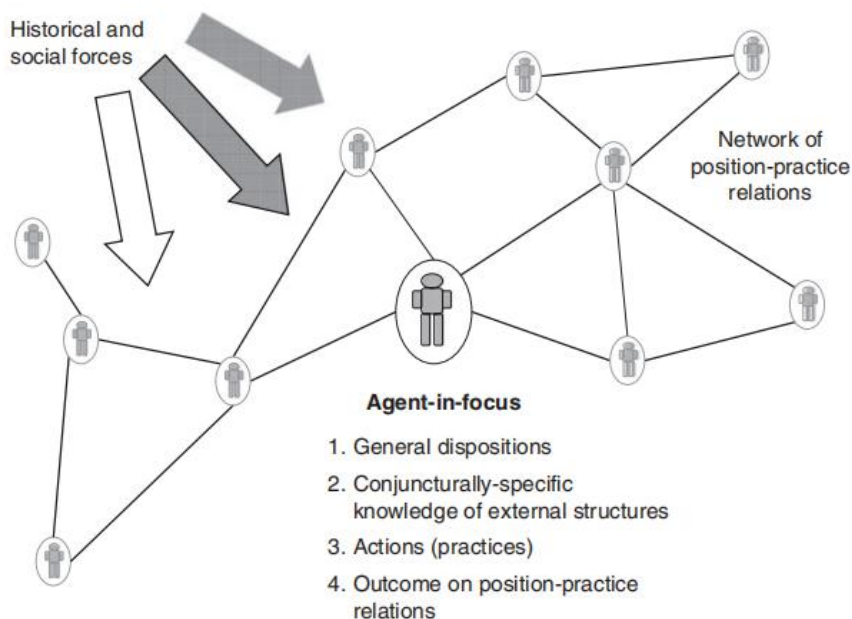 Historical and
social forces
Network of
position-practice
relations
Agent-in-focus
1. General dispositions
2. Conjuncturally-specific
knowledge of external structures
3. Actions (practices)
4. Outcome on position-practice
relations